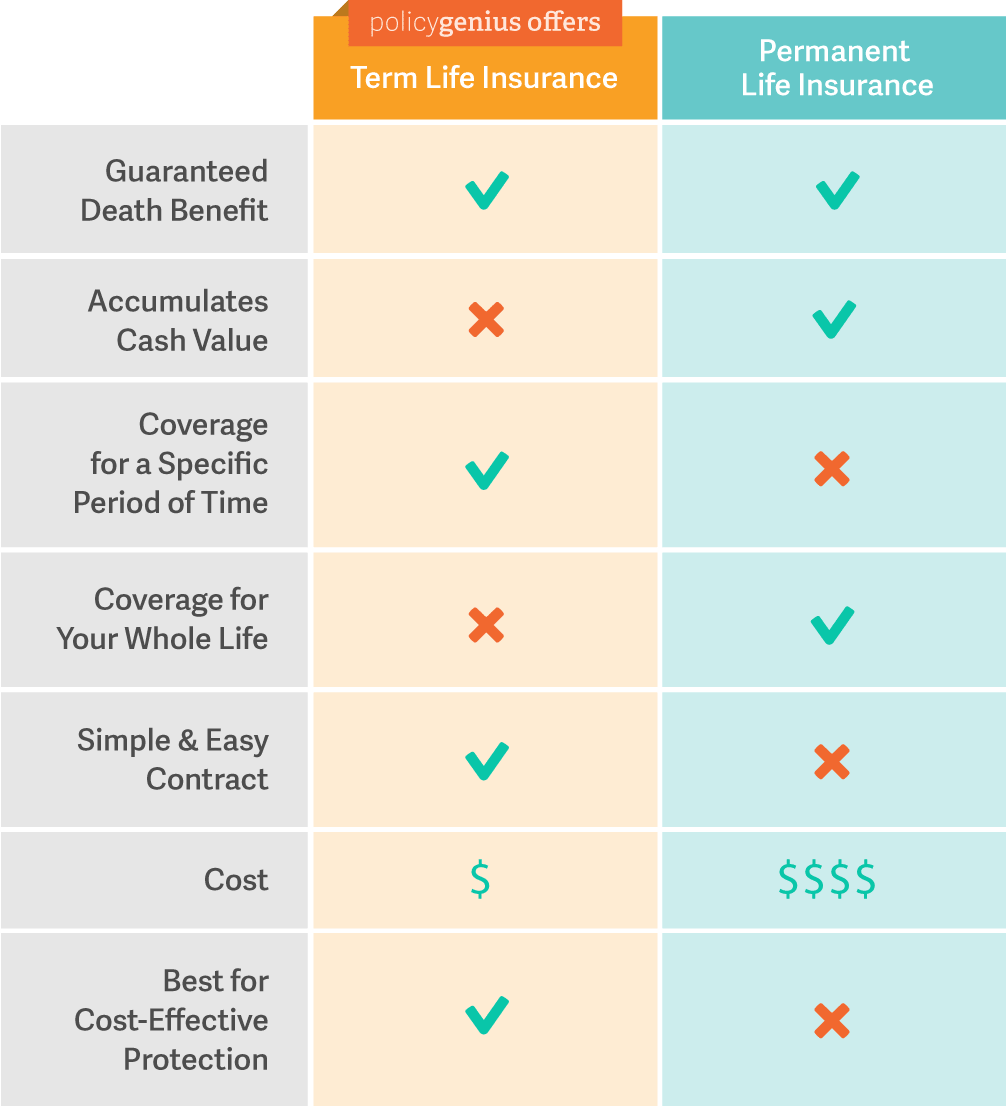 policygenius offers
Term Life Insurance
Permanent
Life Insurance
Guaranteed
Death Benefit
Accumulates
Cash Value
Coverage
for a Specific
Period of Time
Coverage for
Your Whole Life
Simple & Easy
Contract
Cost
$
$$$$
Best for
Cost-Effective
Protection